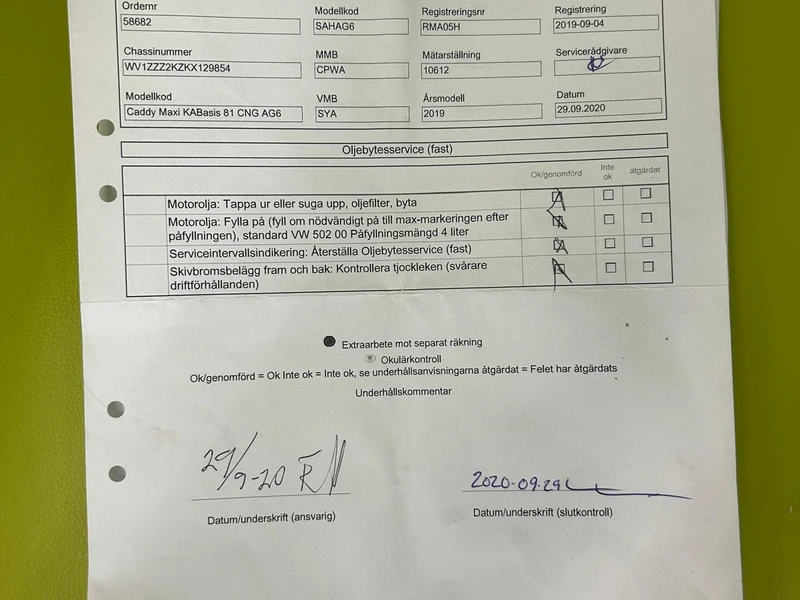 Ordernr Modellkod Registreringsnr Registrering
58682 SAHAG6 RMA05H 2019-09-04
Chassinummer MMB Mätarställning Servicerådgivare
WV1ZZZ2KZKX129854 CPWA 10612
Modellkod VMB Årsmodell Datum
Caddy Maxi KABasis 81 CNG AG6 SYA 2019 29.09.2020
Oljebytesservice (fast)
Ok/genomförd Inte ok åtgärdat
Motorolja: Tappa ur eller suga upp, oljefilter, byta
Motorolja: Fylla på (fyll om nödvändigt på till max-markeringen efter
påfyllningen), standard VW 502 00 Påfyllningsmängd 4 liter
Serviceintervallsindikering: Återställa Oljebytesservice (fast)
Skivbromsbelägg fram och bak: Kontrollera tjockleken (svårare
driftförhållanden)
Extraarbete mot separat räkning
Okulärkontroll
Ok/genomförd = Ok Inte ok = Inte ok, se underhållsanvisningarna åtgärdat = Felet har åtgärdats
Underhållskommentar
29/9-20 2020-09.29
Datum/underskrift (ansvarig) Datum/underskrift (slutkontroll)